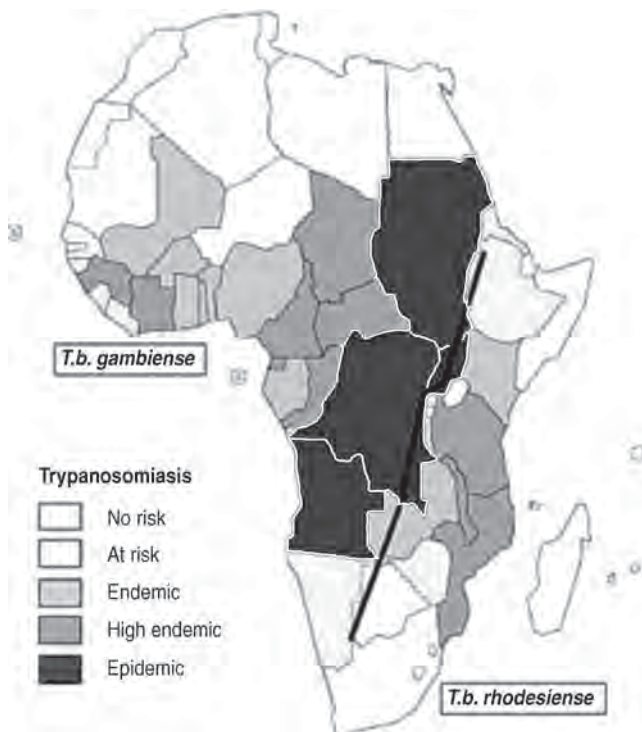 T.b. gambiense
Trypanosomiasis
No risk
At risk
Endemic
High endemic
Epidemic
T.b. rhodesiense